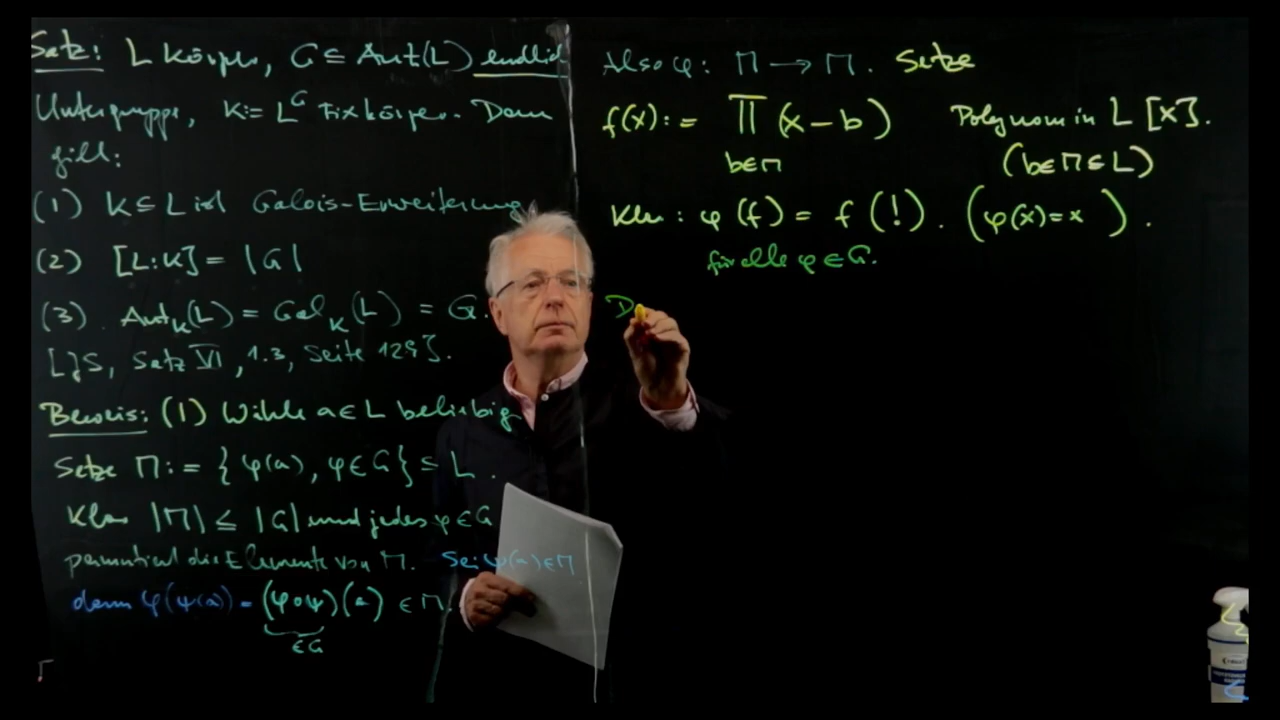 Satz: L Körper, G ⊆ Aut(L) endlich
Untergruppe, K := L^G Fixkörper. Dann
gilt:
(1) K ⊆ L ist Galois-Erweiterung
(2) [L:K] = |G|
(3) Aut_K(L) = Gal_K(L) = G.
[JS, Satz VI, 1.3, Seite 129].
Beweis: (1) Wähle a ∈ L beliebig
Setze M := { φ(a), φ ∈ G } ⊆ L.
Klar |M| ≤ |G| und jedes φ ∈ G
permutiert die Elemente von M. Sei ψ(a) ∈ M
denn φ(ψ(a)) = (φ∘ψ)(a) ∈ M.
∈ G
Also φ: M → M. Setze
f(x) := ∏ (x − b) Polynom in L [x].
b∈M (b∈M⊆L)
Klar: φ(f) = f (!). (φ(x)=x).
für alle φ ∈ G.
D